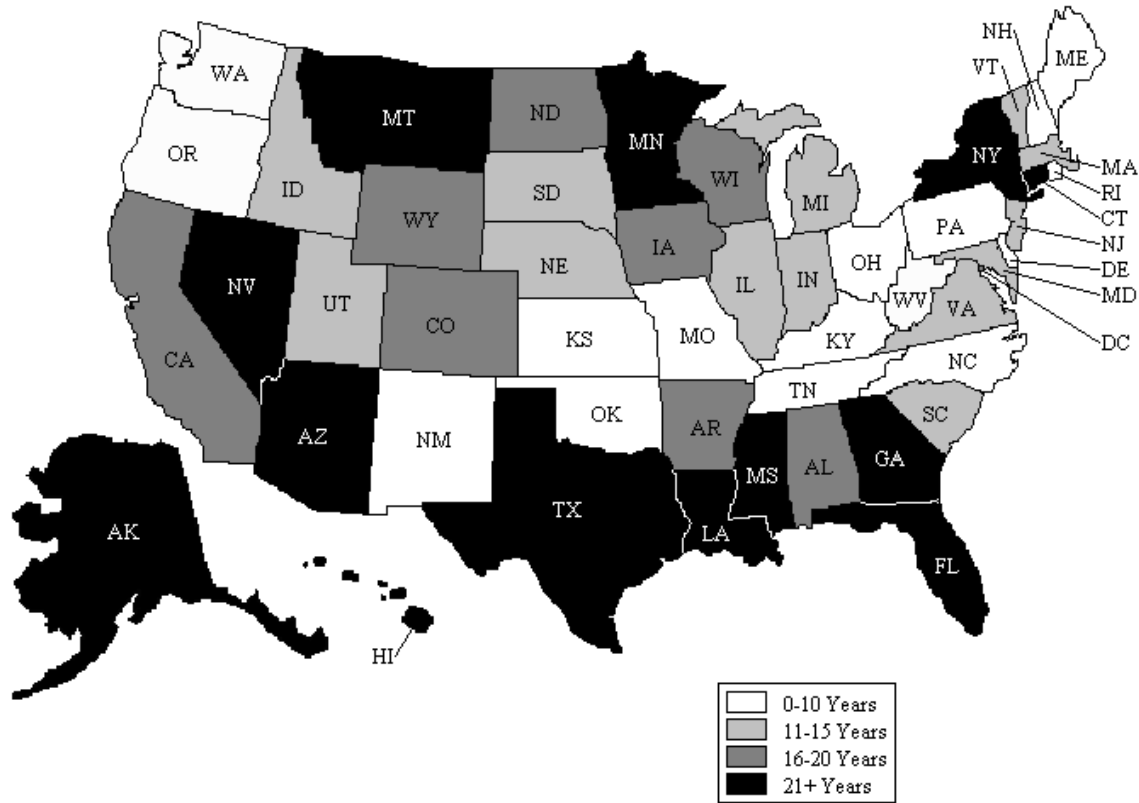 NH
ME
WA
VT
MT
ND
MN
OR
NY
ID
SD
WI
MI
MA
RI
WY
CT
PA
NJ
IA
NE
OH
DE
NV
IL
IN
MD
UT
WV
VA
CO
DC
KS
MO
KY
CA
NC
TN
OK
SC
AZ
NM
AR
GA
MS
AL
TX
AK
LA
FL
HI
0-10 Years
11-15 Years
16-20 Years
21+ Years